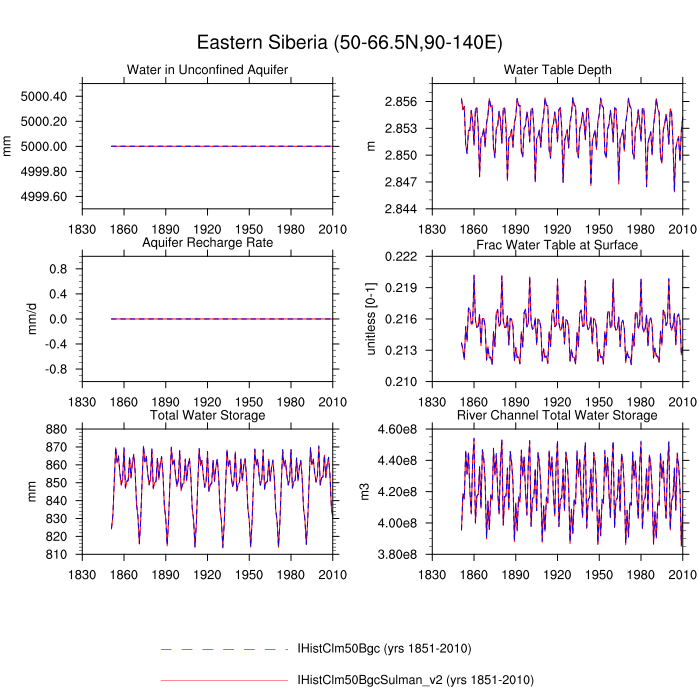 Eastern Siberia (50-66.5N,90-140E)
Water in Unconfined Aquifer
5000.40
5000.20
5000.00
4999.80
4999.60
mm
1830 1860 1890 1920 1950 1980 2010
Water Table Depth
2.856
2.853
2.850
2.847
2.844
m
1830 1860 1890 1920 1950 1980 2010
Aquifer Recharge Rate
0.8
0.4
0.0
-0.4
-0.8
mm/d
1830 1860 1890 1920 1950 1980 2010
Frac Water Table at Surface
0.222
0.219
0.216
0.213
0.210
unitless [0-1]
1830 1860 1890 1920 1950 1980 2010
Total Water Storage
880
870
860
850
840
830
820
810
mm
1830 1860 1890 1920 1950 1980 2010
River Channel Total Water Storage
4.60e8
4.40e8
4.20e8
4.00e8
3.80e8
m3
1830 1860 1890 1920 1950 1980 2010
IHistClm50Bgc (yrs 1851-2010)
IHistClm50BgcSulman_v2 (yrs 1851-2010)